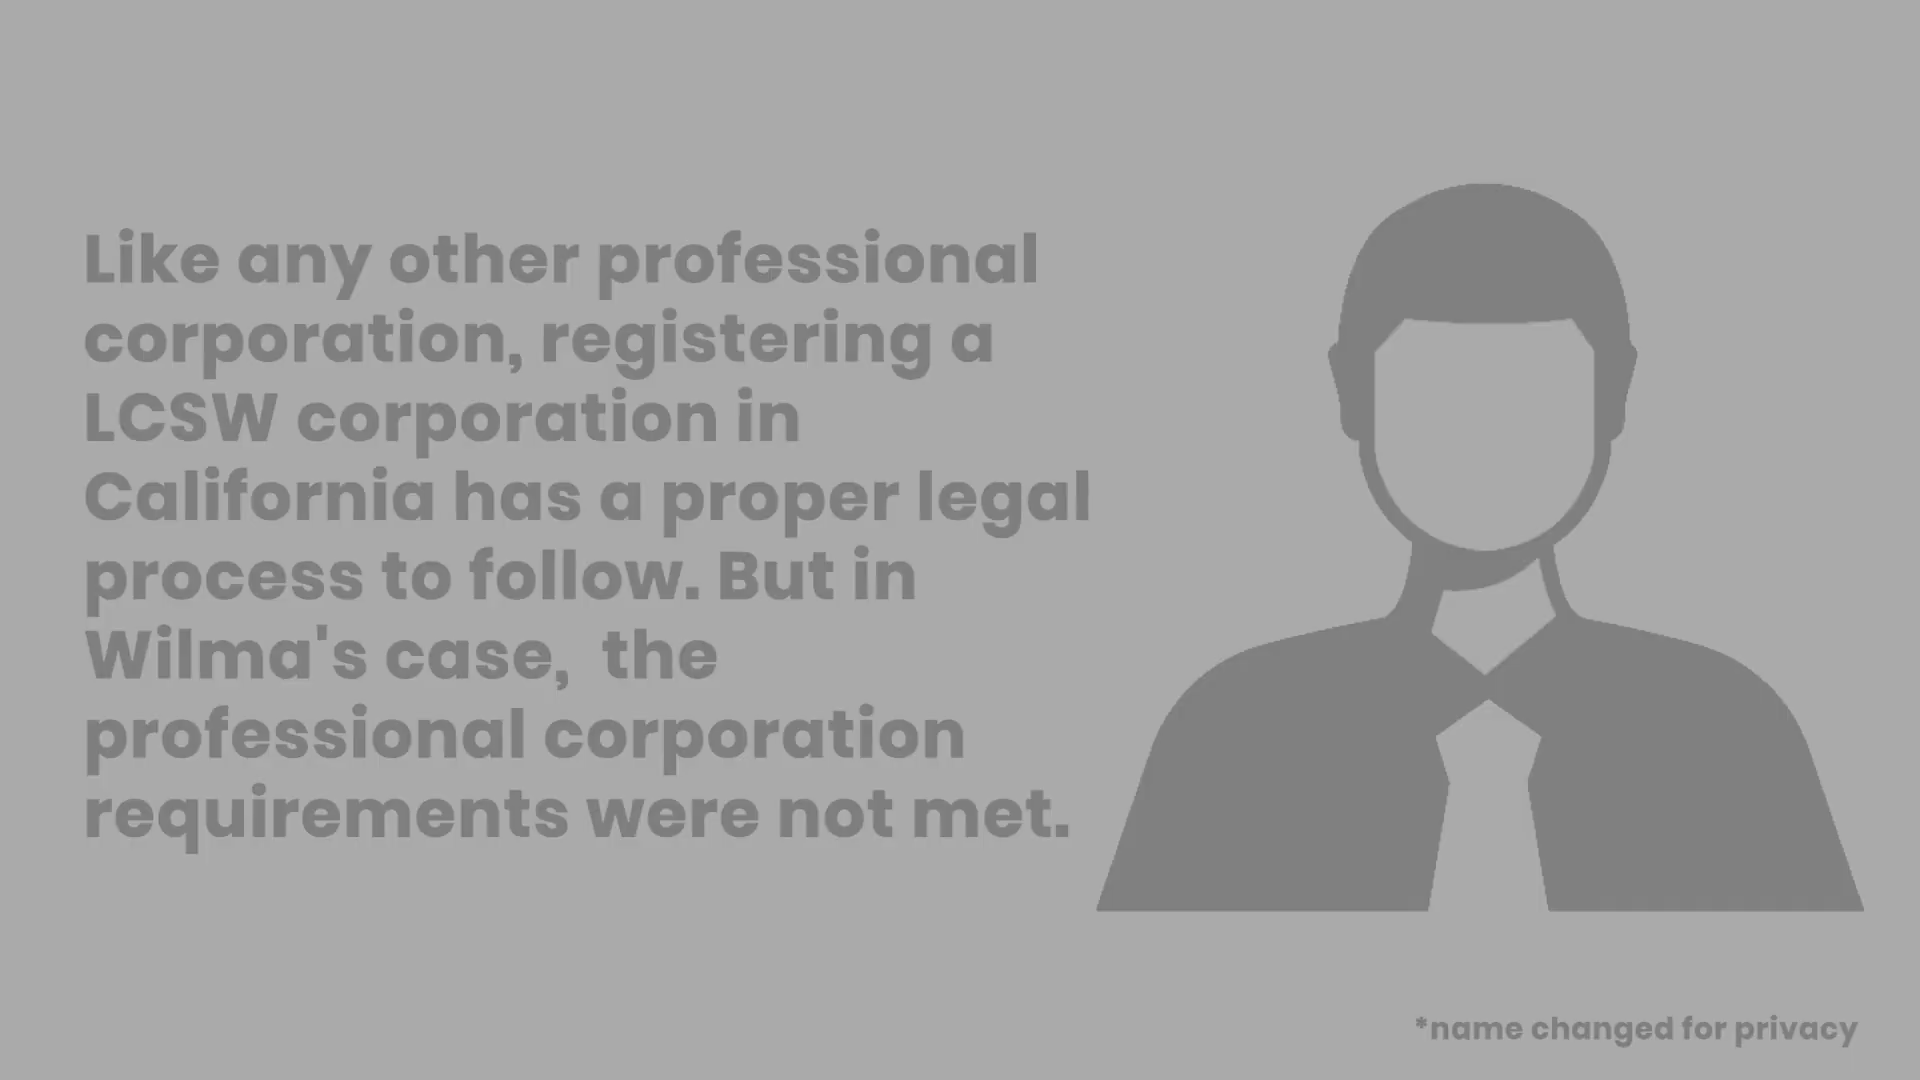 Like any other professional
corporation, registering a
LCSW corporation in
California has a proper legal
process to follow. But in
Wilma's case,  the
professional corporation
requirements were not met.
*name changed for privacy